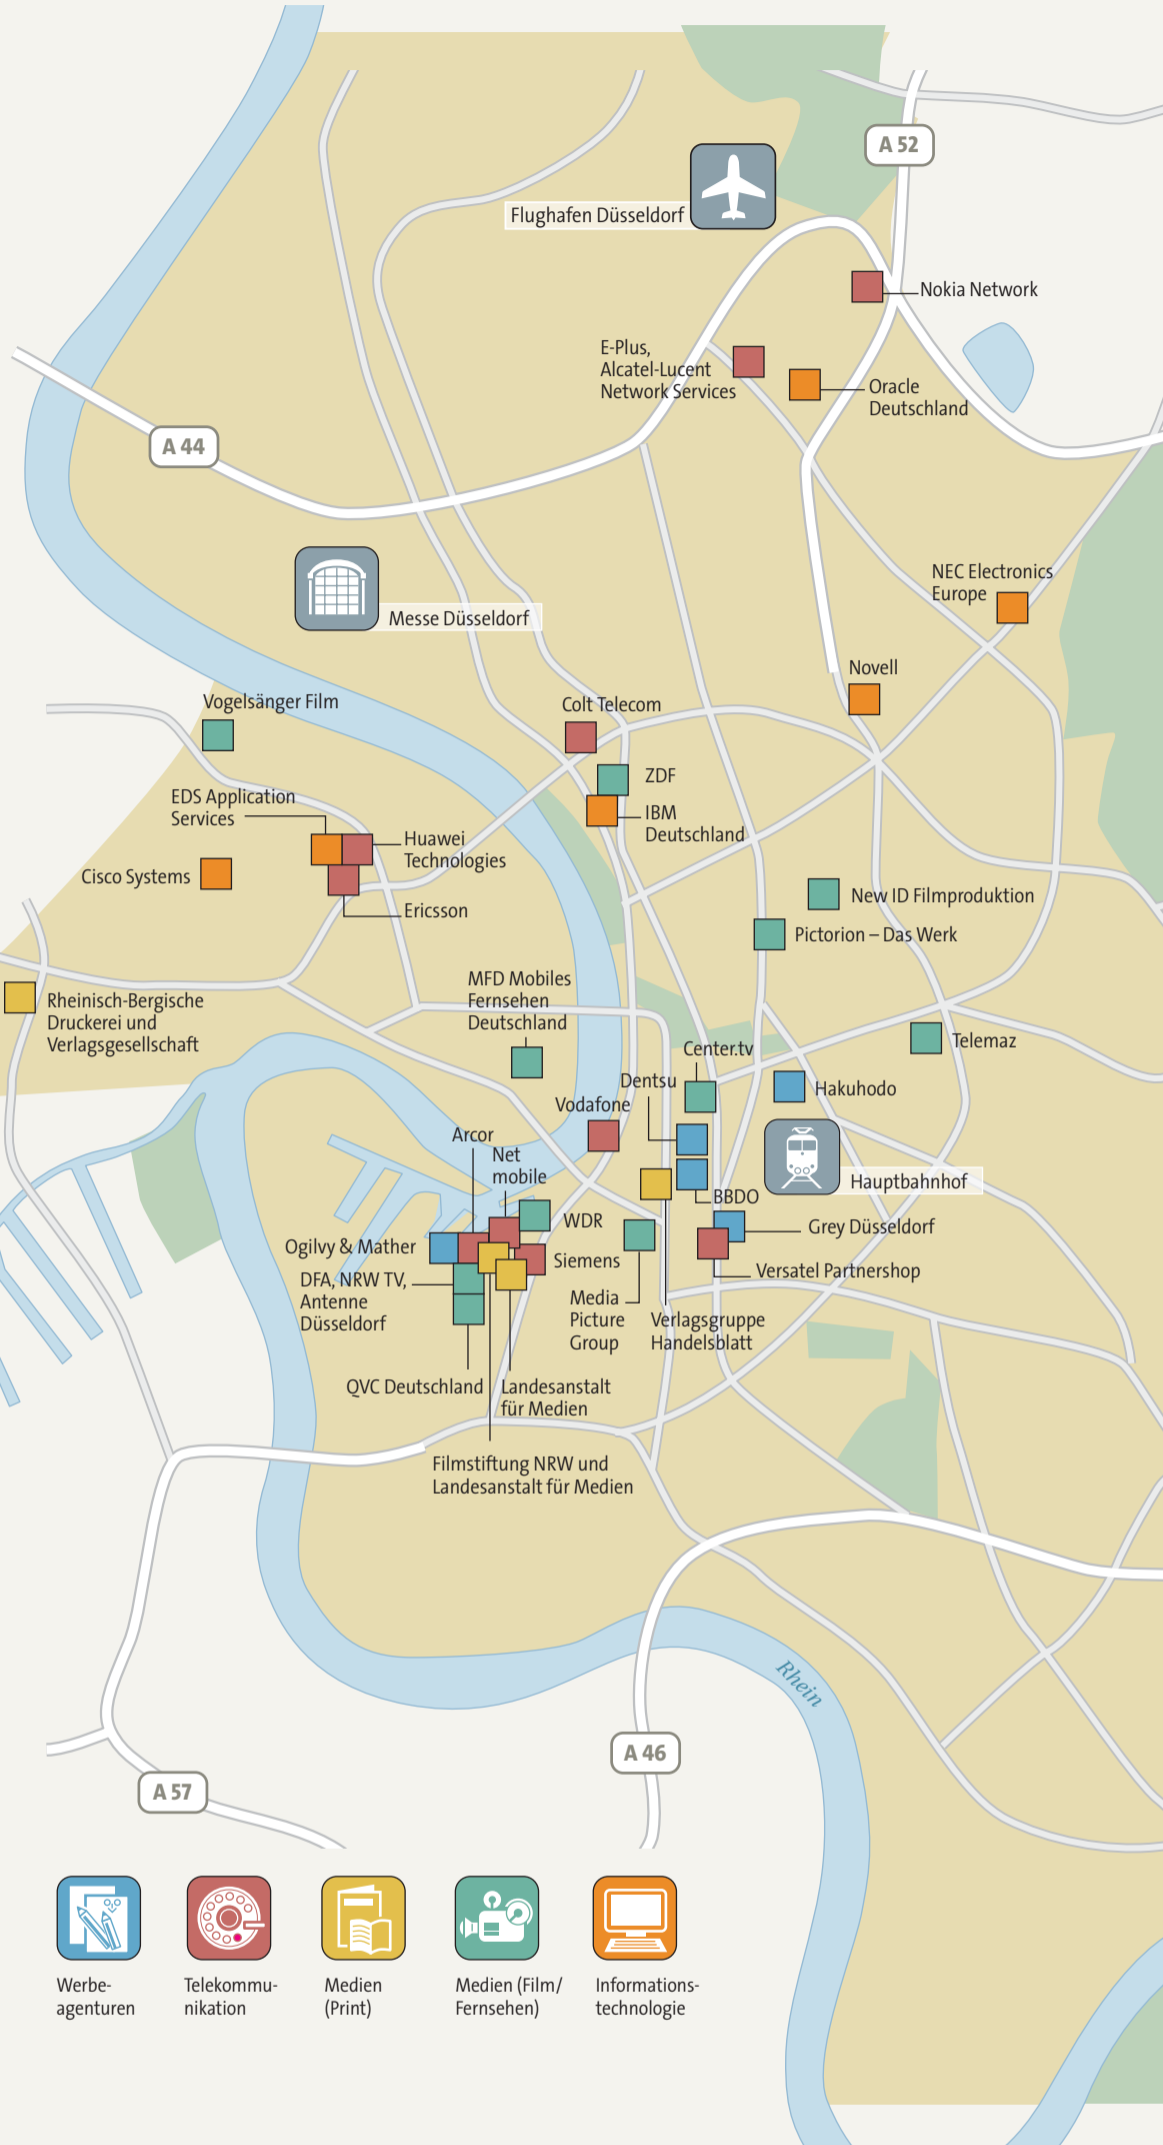 A 52
Flughafen Düsseldorf
Nokia Network
E-Plus,
Alcatel-Lucent
Network Services
Oracle
Deutschland
A 44
NEC Electronics
Europe
Messe Düsseldorf
Novell
Vogelsänger Film
Colt Telecom
ZDF
EDS Application
Services
IBM
Deutschland
Huawei
Technologies
Cisco Systems
New ID Filmproduktion
Ericsson
Pictorion – Das Werk
MFD Mobiles
Fernsehen
Deutschland
Rheinisch-Bergische
Druckerei und
Verlagsgesellschaft
Telemaz
Center.tv
Dentsu
Hakuhodo
Vodafone
Arcor
Net
mobile
Hauptbahnhof
BBDO
WDR
Grey Düsseldorf
Ogilvy & Mather
Siemens
Versatel Partnershop
DFA, NRW TV,
Antenne
Düsseldorf
Media
Picture
Group
Verlagsgruppe
Handelsblatt
QVC Deutschland
Landesanstalt
für Medien
Filmstiftung NRW und
Landesanstalt für Medien
Rhein
A 46
A 57
Werbe-
agenturen
Telekommu-
nikation
Medien
(Print)
Medien (Film/
Fernsehen)
Informations-
technologie